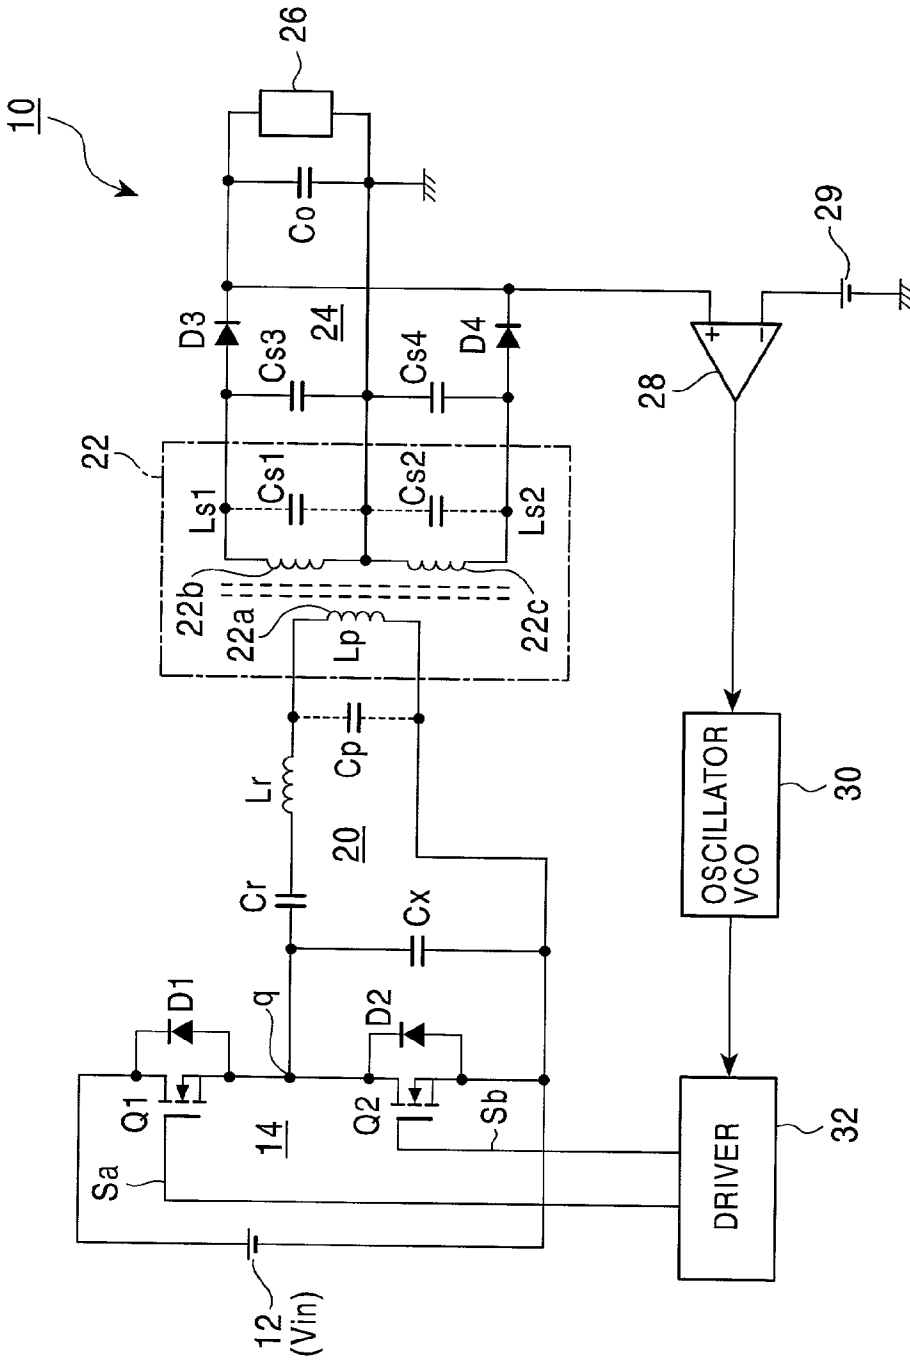 10
26
Co
D3
24
Cs3
Cs4
D4
29
28
+
−
22
Ls1
Cs1
Cs2
Ls2
22b
22a
22c
Lp
Cp
Lr
20
Cr
Cx
OSCILLATOR
VCO
30
D1
q
D2
Q1
14
Q2
Sb
Sa
DRIVER
32
12
(Vin)